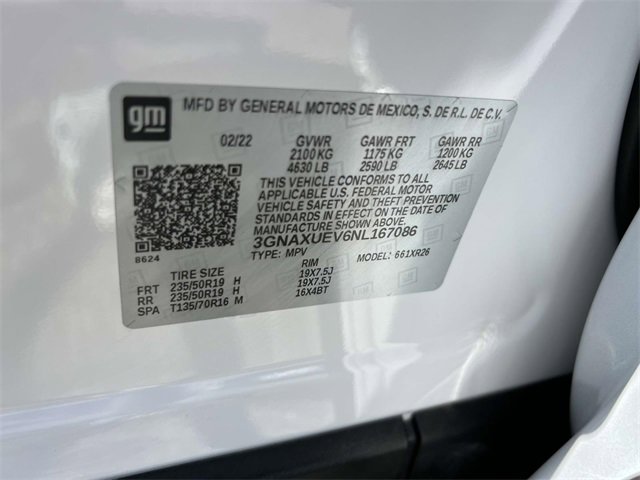 gm
MFD BY GENERAL MOTORS DE MEXICO, S. DE R.L. DE C.V.
02/22 GVWR GAWR FRT GAWR RR
2100 KG 1175 KG 1200 KG
4630 LB 2590 LB 2645 LB
THIS VEHICLE CONFORMS TO ALL
APPLICABLE U.S. FEDERAL MOTOR
VEHICLE SAFETY AND THEFT PREVENTION
STANDARDS IN EFFECT ON THE DATE OF
MANUFACTURE SHOWN ABOVE.
3GNAXUEV6NL167086
8624
TYPE: MPV MODEL: 661XR26
TIRE SIZE RIM
FRT 235/50R19 H 19X7.5J
RR 235/50R19 H 19X7.5J
SPA T135/70R16 M 16X4BT